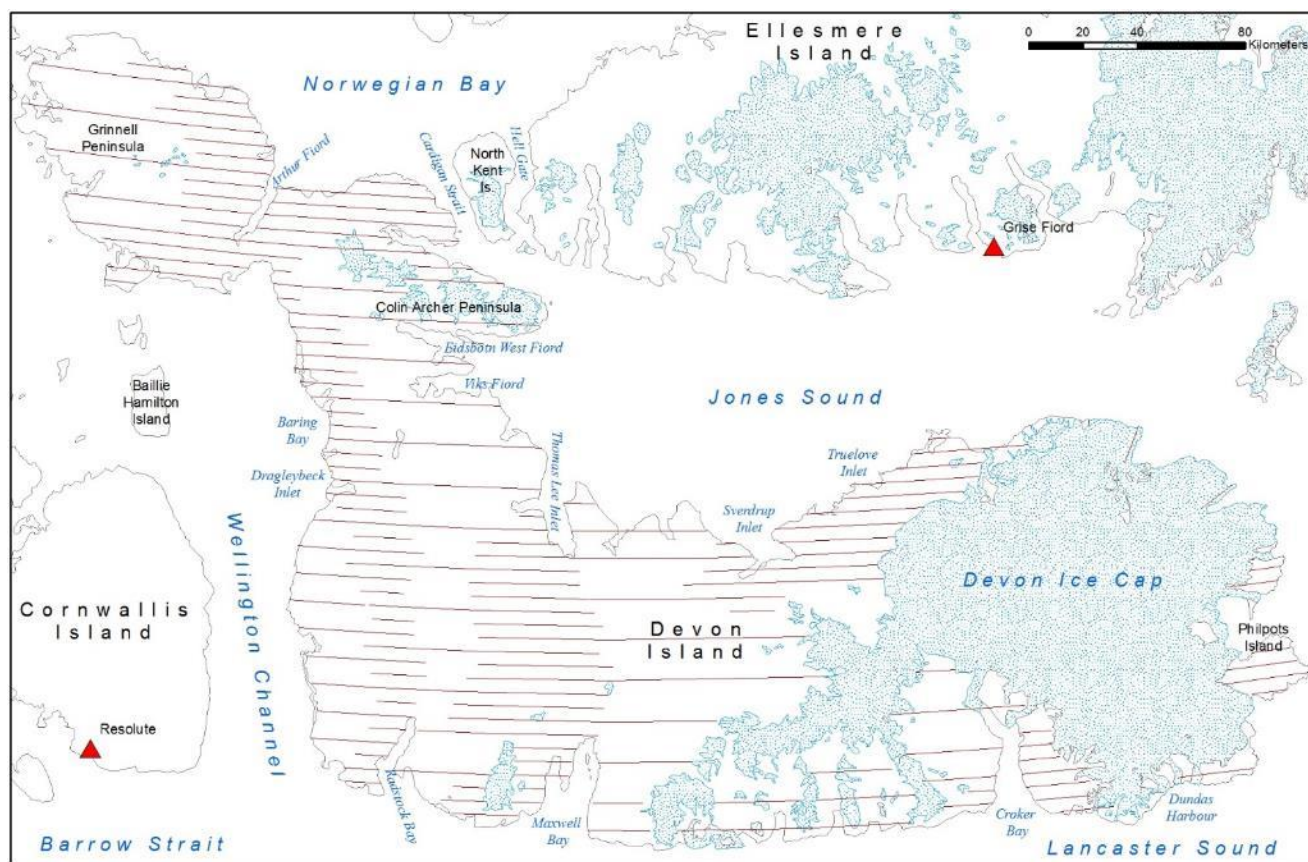 Ellesmere
Island
0 20 40 60 80
Kilometers
Norwegian Bay
Grinnell
Peninsula
Arthur Fiord
Cardigan Strait
North
Kent
Is.
Hell Gate
Grise Fiord
Colin Archer Peninsula
Eidsbotn West Fiord
Viks Fiord
Baillie
Hamilton
Island
Jones Sound
Baring
Bay
Thomas Lee Inlet
Truelove
Inlet
Dragleybeck
Inlet
Sverdrup
Inlet
Wellington Channel
Devon Ice Cap
Cornwallis
Island
Devon
Island
Philpots
Island
Resolute
Radstock Bay
Maxwell
Bay
Croker
Bay
Dundas
Harbour
Barrow Strait
Lancaster Sound